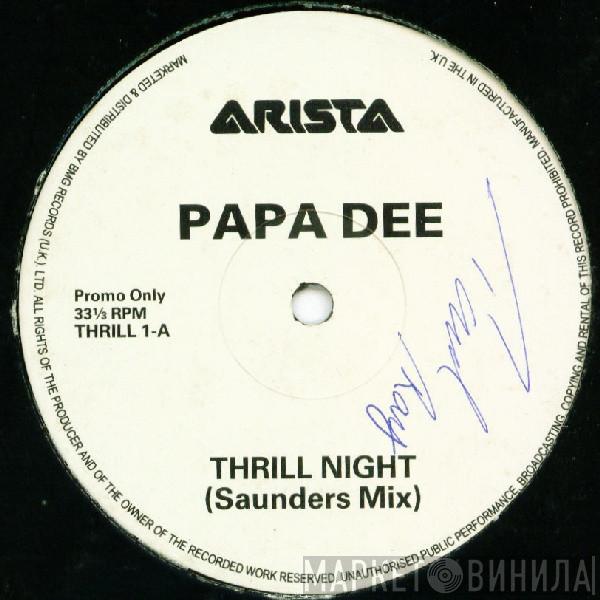 ARISTA
PAPA DEE
Promo Only
33⅓ RPM
THRILL 1-A
THRILL NIGHT
(Saunders Mix)
MARKETED & DISTRIBUTED BY BMG RECORDS (U.K.) LTD. ALL RIGHTS OF THE PRODUCER AND OF THE OWNER OF THE RECORDED WORK RESERVED. UNAUTHORISED PUBLIC PERFORMANCE, BROADCASTING, COPYING AND RENTAL OF THIS RECORD PROHIBITED. MANUFACTURED IN THE U.K.
Ray
МАРКЕТ ВИНИЛА